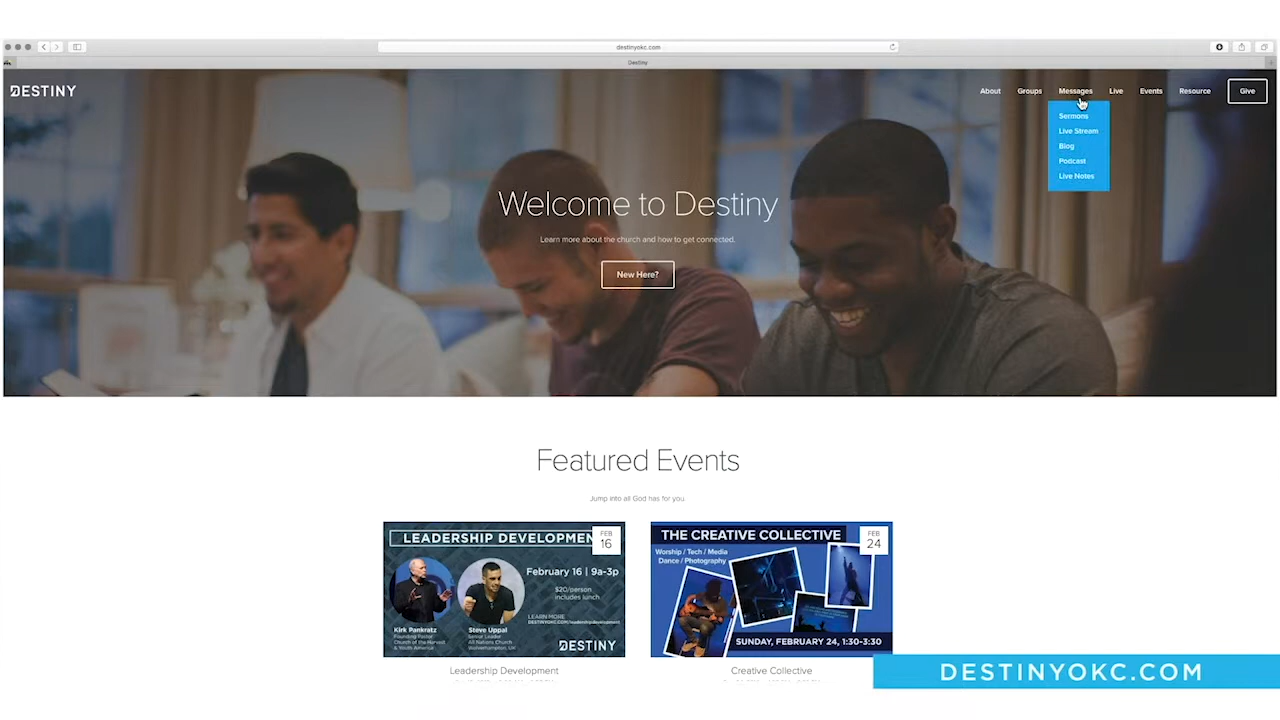 destinyokc.com
Destiny
DESTINY
About
Groups
Messages
Live
Events
Resource
Give
Sermons
Live Stream
Blog
Podcast
Live Notes
Welcome to Destiny
Learn more about the church and how to get connected.
New Here?
Featured Events
Jump into all God has for you
LEADERSHIP DEVELOPMEN
FEB
16
February 16 | 9a-3p
$20/person
includes lunch
LEARN MORE
DESTINYOKC.COM/leadershipdevelopment
Kirk Pankratz
Founding Pastor
Church of the Harvest
& Youth America
Steve Uppal
Senior Leader
All Nations Church
Wolverhampton, UK
DESTINY
Leadership Development
THE CREATIVE COLLECTIVE
FEB
24
Worship / Tech / Media
Dance / Photography
SUNDAY, FEBRUARY 24, 1:30-3:30
Creative Collective
DESTINYOKC.COM